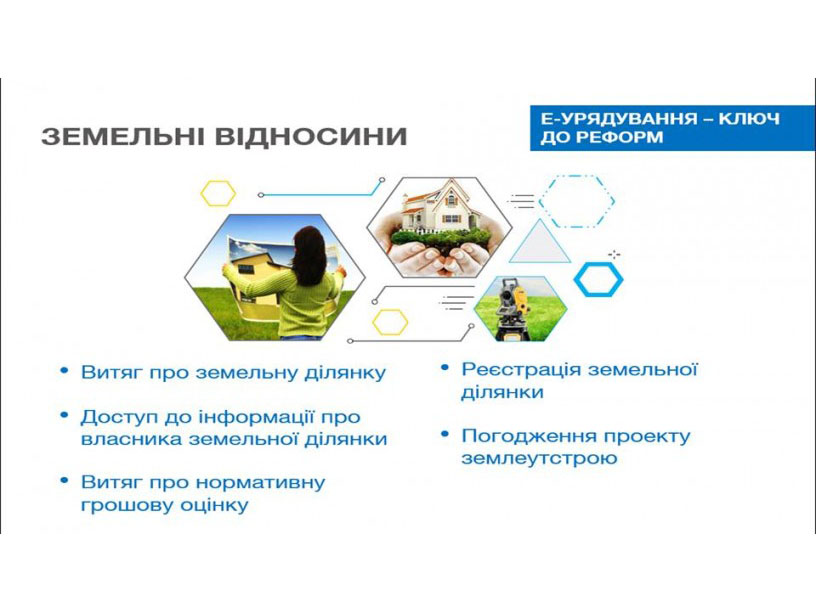 ЗЕМЕЛЬНІ ВІДНОСИНИ
Е-УРЯДУВАННЯ – КЛЮЧ
ДО РЕФОРМ
• Витяг про земельну ділянку
• Доступ до інформації про
власника земельної ділянки
• Витяг про нормативну
грошову оцінку
• Реєстрація земельної
ділянки
• Погодження проекту
землеутстрою